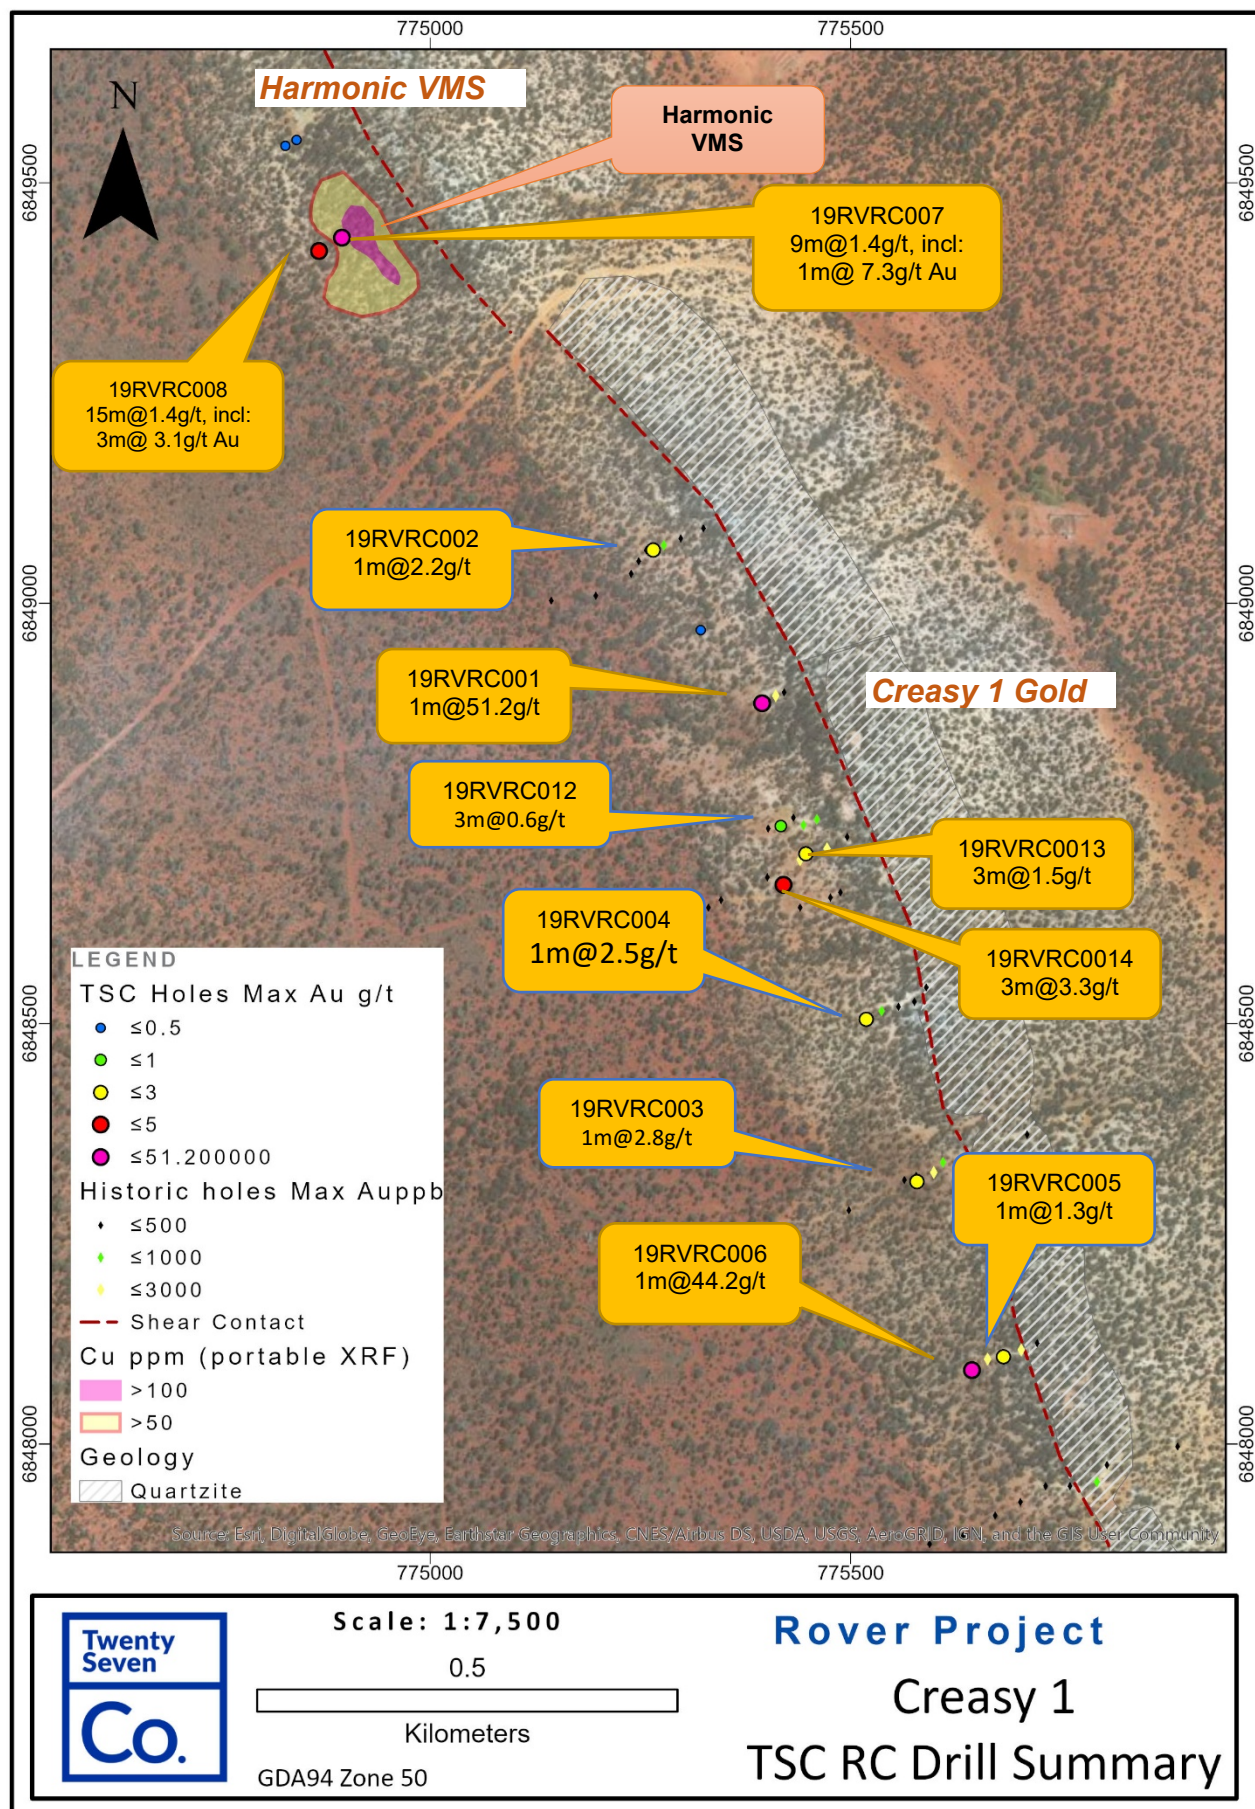 775000
775500
N
Harmonic VMS
Harmonic
VMS
6849500
6849500
19RVRC007
9m@1.4g/t, incl:
1m@ 7.3g/t Au
19RVRC008
15m@1.4g/t, incl:
3m@ 3.1g/t Au
19RVRC002
1m@2.2g/t
6849000
6849000
19RVRC001
1m@51.2g/t
Creasy 1 Gold
19RVRC012
3m@0.6g/t
19RVRC0013
3m@1.5g/t
19RVRC004
1m@2.5g/t
19RVRC0014
3m@3.3g/t
6848500
6848500
19RVRC003
1m@2.8g/t
19RVRC005
1m@1.3g/t
19RVRC006
1m@44.2g/t
6848000
6848000
LEGEND
TSC Holes Max Au g/t
≤0.5
≤1
≤3
≤5
≤51.200000
Historic holes Max Auppb
≤500
≤1000
≤3000
Shear Contact
Cu ppm (portable XRF)
>100
>50
Geology
Quartzite
Source: Esri, DigitalGlobe, GeoEye, Earthstar Geographics, CNES/Airbus DS, USDA, USGS, AeroGRID, IGN, and the GIS User Community
775000
775500
Twenty
Seven
Co.
Scale: 1:7,500
0.5
Kilometers
GDA94 Zone 50
Rover Project
Creasy 1
TSC RC Drill Summary